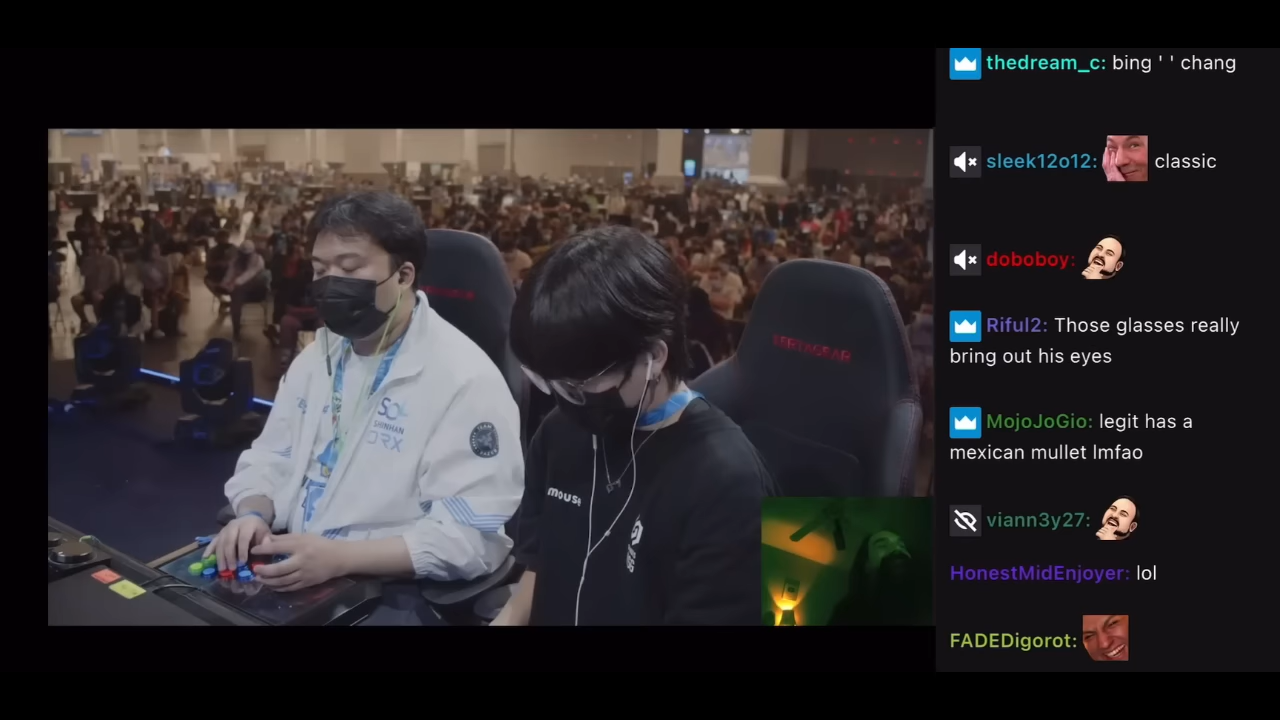 thedream_c: bing ' ' chang
sleek12o12: classic
doboboy:
Riful2: Those glasses really
bring out his eyes
MojoJoGio: legit has a
mexican mullet lmfao
viann3y27:
HonestMidEnjoyer: lol
FADEDigorot:
SHINHAN
DRX
mouse